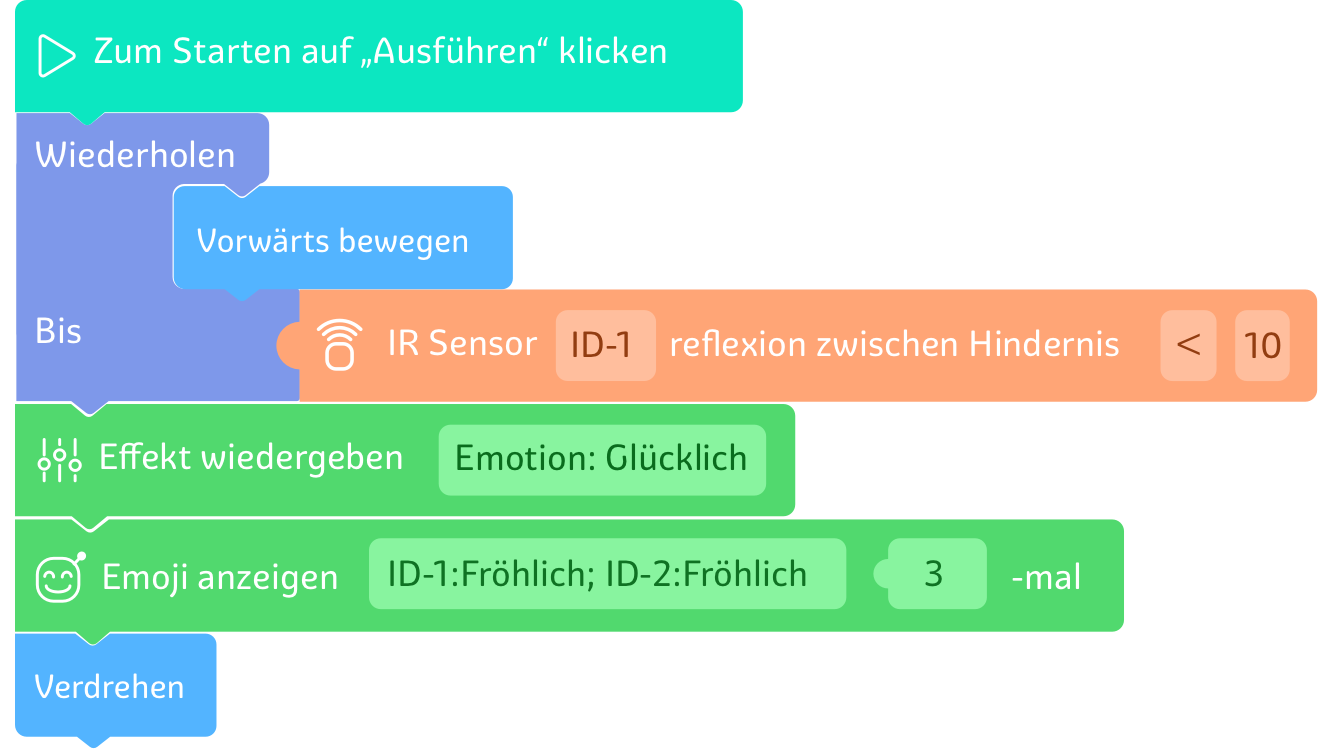 Zum Starten auf „Ausführen“ klicken
Wiederholen
Vorwärts bewegen
Bis IR Sensor ID-1 reflexion zwischen Hindernis < 10
Effekt wiedergeben Emotion: Glücklich
Emoji anzeigen ID-1:Fröhlich; ID-2:Fröhlich 3 -mal
Verdrehen